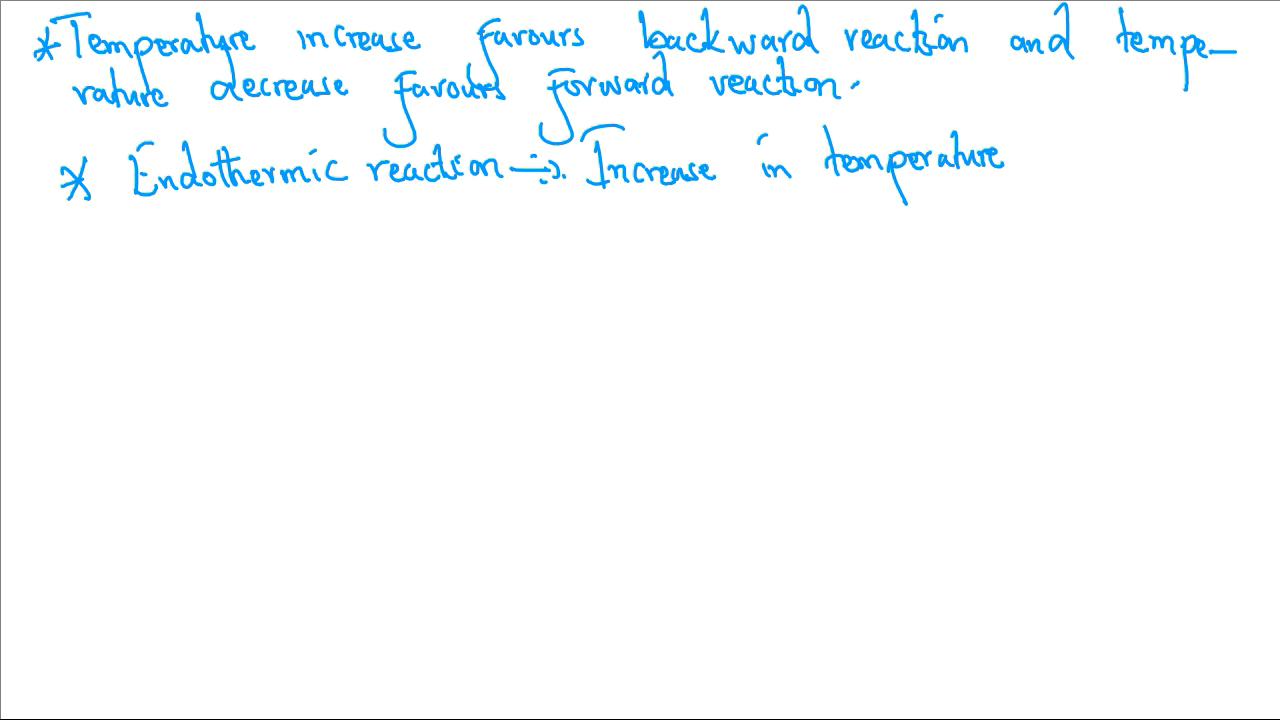 * Temperature increase favours backward reaction and tempe-
rature decrease favours forward reaction.
* Endothermic reaction → Increase in temperature